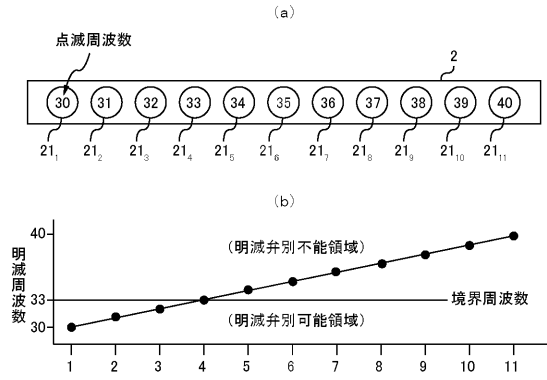 (a)
点滅周波数
2
30 31 32 33 34 35 36 37 38 39 40
21₁ 21₂ 21₃ 21₄ 21₅ 21₆ 21₇ 21₈ 21₉ 21₁₀ 21₁₁
(b)
明滅周波数
40
33
30
(明滅弁別不能領域)
境界周波数
(明滅弁別可能領域)
1 2 3 4 5 6 7 8 9 10 11